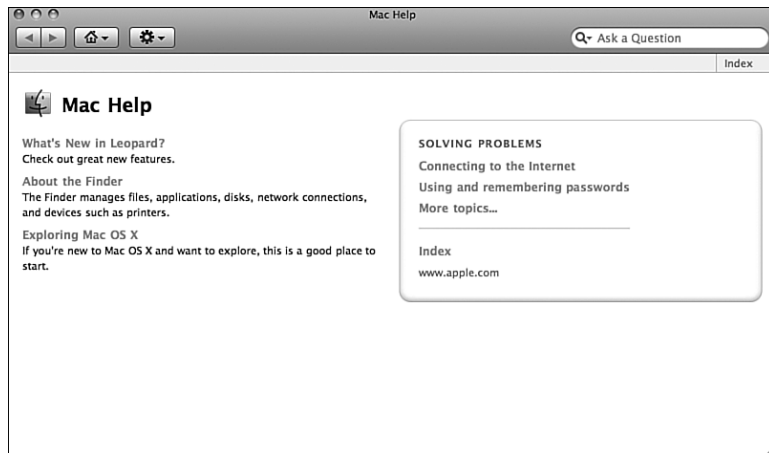 Mac Help
Ask a Question
Index
Mac Help
What's New in Leopard?
Check out great new features.
About the Finder
The Finder manages files, applications, disks, network connections,
and devices such as printers.
Exploring Mac OS X
If you're new to Mac OS X and want to explore, this is a good place to
start.
SOLVING PROBLEMS
Connecting to the Internet
Using and remembering passwords
More topics...
Index
www.apple.com